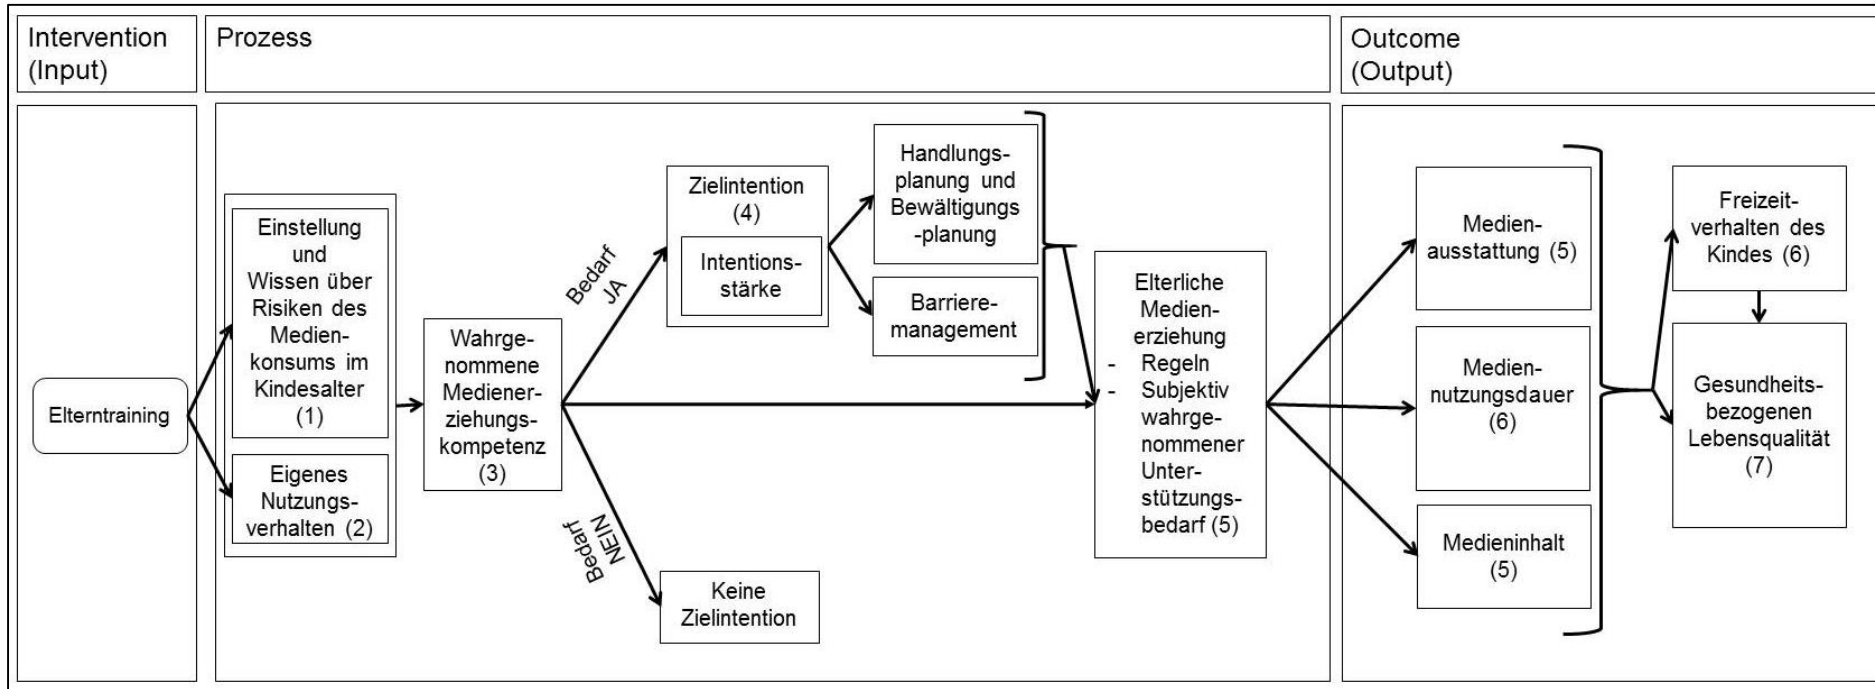 Intervention
(Input)
Prozess
Outcome
(Output)
Elterntraining
Einstellung
und
Wissen über
Risiken des
Medien-
konsums im
Kindesalter
(1)
Eigenes
Nutzungs-
verhalten (2)
Wahrge-
nommene
Mediener-
ziehungs-
kompetenz
(3)
Bedarf
JA
Bedarf
NEIN
Zielintention
(4)
Intentions-
stärke
Keine
Zielintention
Handlungs-
planung und
Bewältigungs
-planung
Barriere-
management
Elterliche
Medien-
erziehung
- Regeln
- Subjektiv
wahrge-
nommener
Unter-
stützungs-
bedarf (5)
Medien-
ausstattung (5)
Medien-
nutzungsdauer
(6)
Medieninhalt
(5)
Freizeit-
verhalten des
Kindes (6)
Gesundheits-
bezogenen
Lebensqualität
(7)